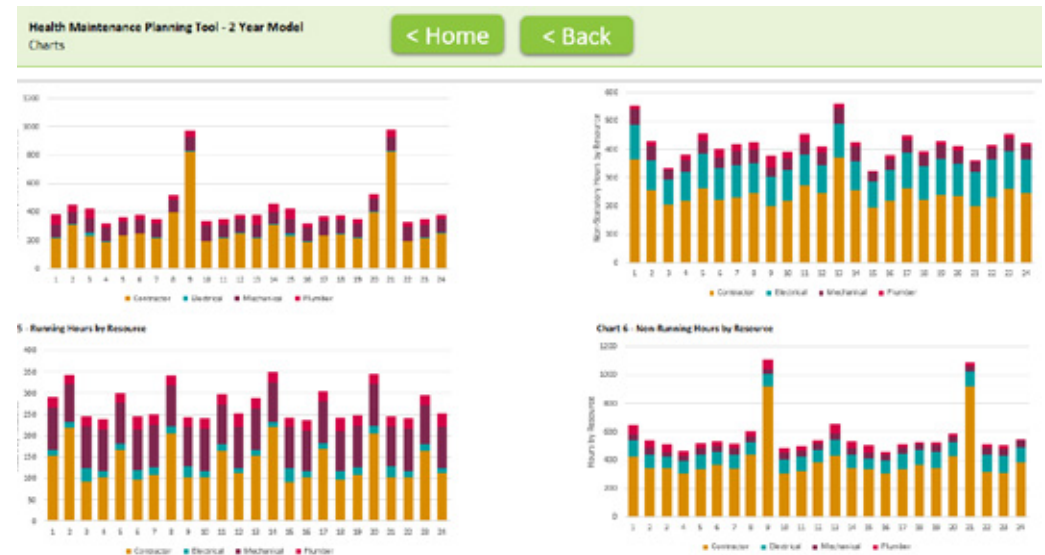 Health Maintenance Planning Tool - 2 Year Model
Charts
< Home
< Back
1200
1000
800
600
400
200
0
1 2 3 4 5 6 7 8 9 10 11 12 13 14 15 16 17 18 19 20 21 22 23 24
Contractor Electrical Mechanical Plumber
Non-Statutory Hours by Resource
600
500
400
300
200
100
0
1 2 3 4 5 6 7 8 9 10 11 12 13 14 15 16 17 18 19 20 21 22 23 24
Contractor Electrical Mechanical Plumber
5 - Running Hours by Resource
400
350
300
250
200
150
100
50
0
1 2 3 4 5 6 7 8 9 10 11 12 13 14 15 16 17 18 19 20 21 22 23 24
Contractor Electrical Mechanical Plumber
Chart 6 - Non-Running Hours by Resource
Hours by Resource
1200
1000
800
600
400
200
0
1 2 3 4 5 6 7 8 9 10 11 12 13 14 15 16 17 18 19 20 21 22 23 24
Contractor Electrical Mechanical Plumber